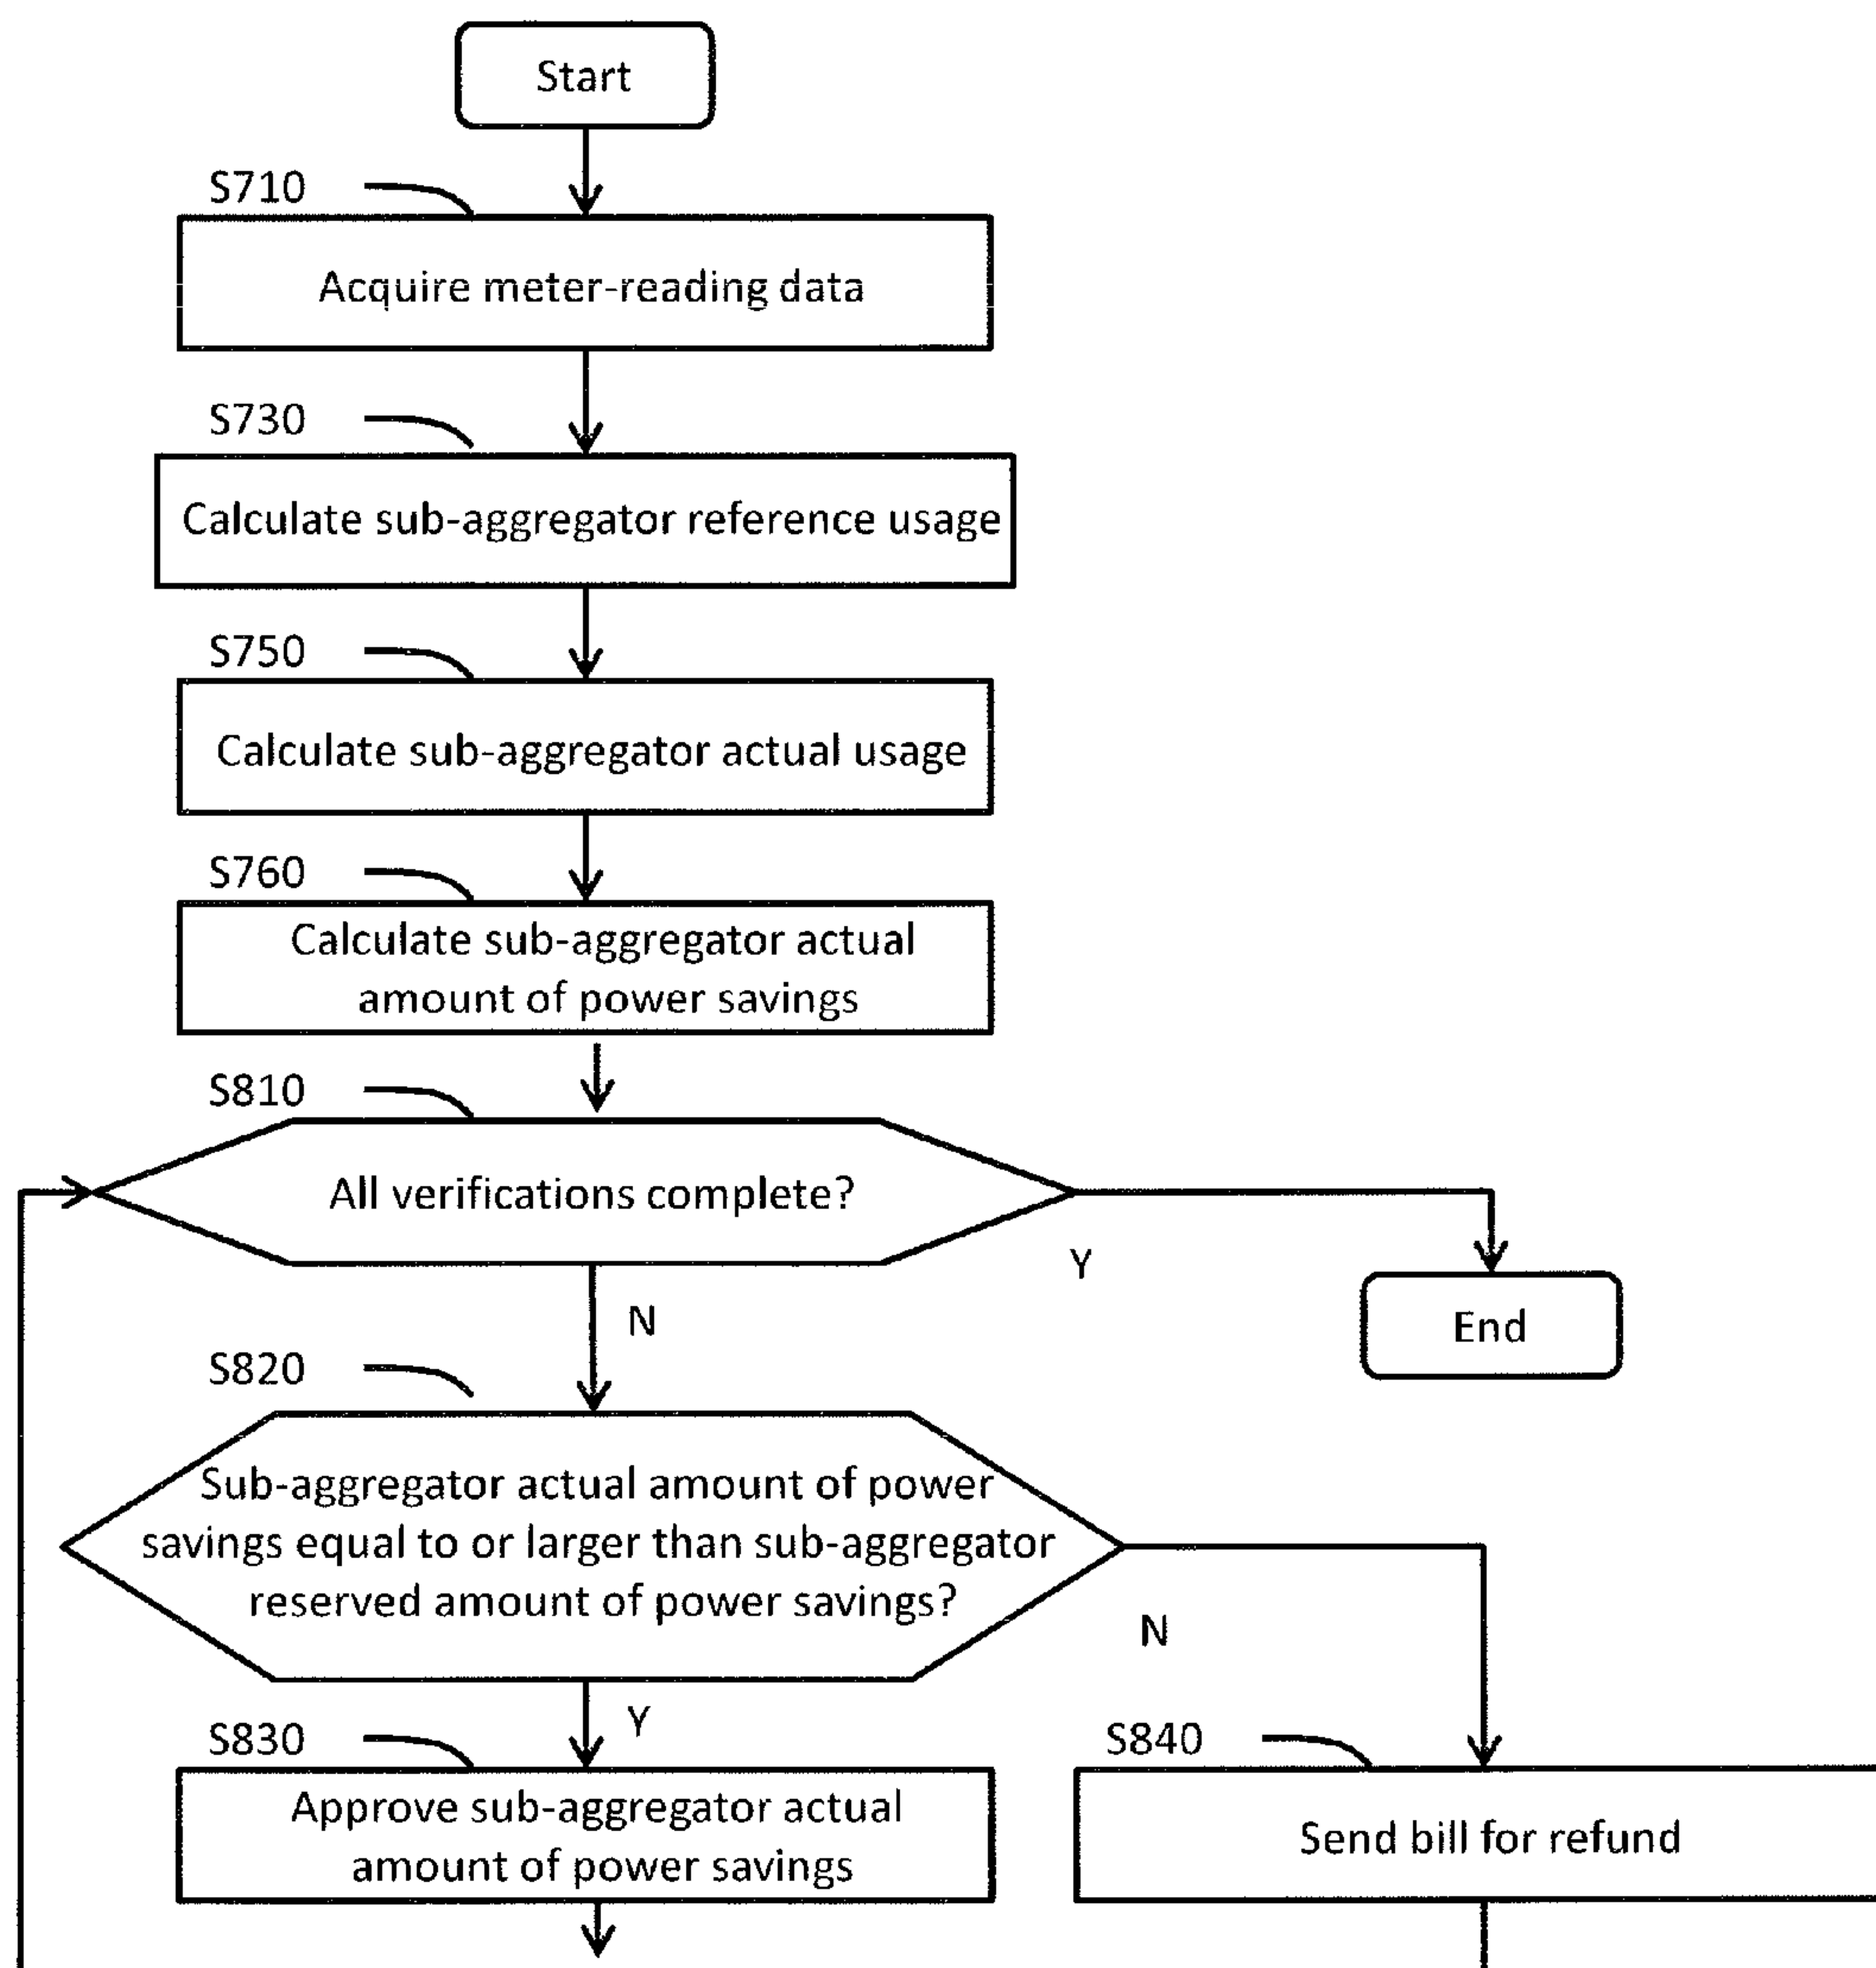 Start
S710
Acquire meter-reading data
S730
Calculate sub-aggregator reference usage
S750
Calculate sub-aggregator actual usage
S760
Calculate sub-aggregator actual
amount of power savings
S810
All verifications complete?
Y
End
N
S820
Sub-aggregator actual amount of power
savings equal to or larger than sub-aggregator
reserved amount of power savings?
N
Y
S830
Approve sub-aggregator actual
amount of power savings
S840
Send bill for refund